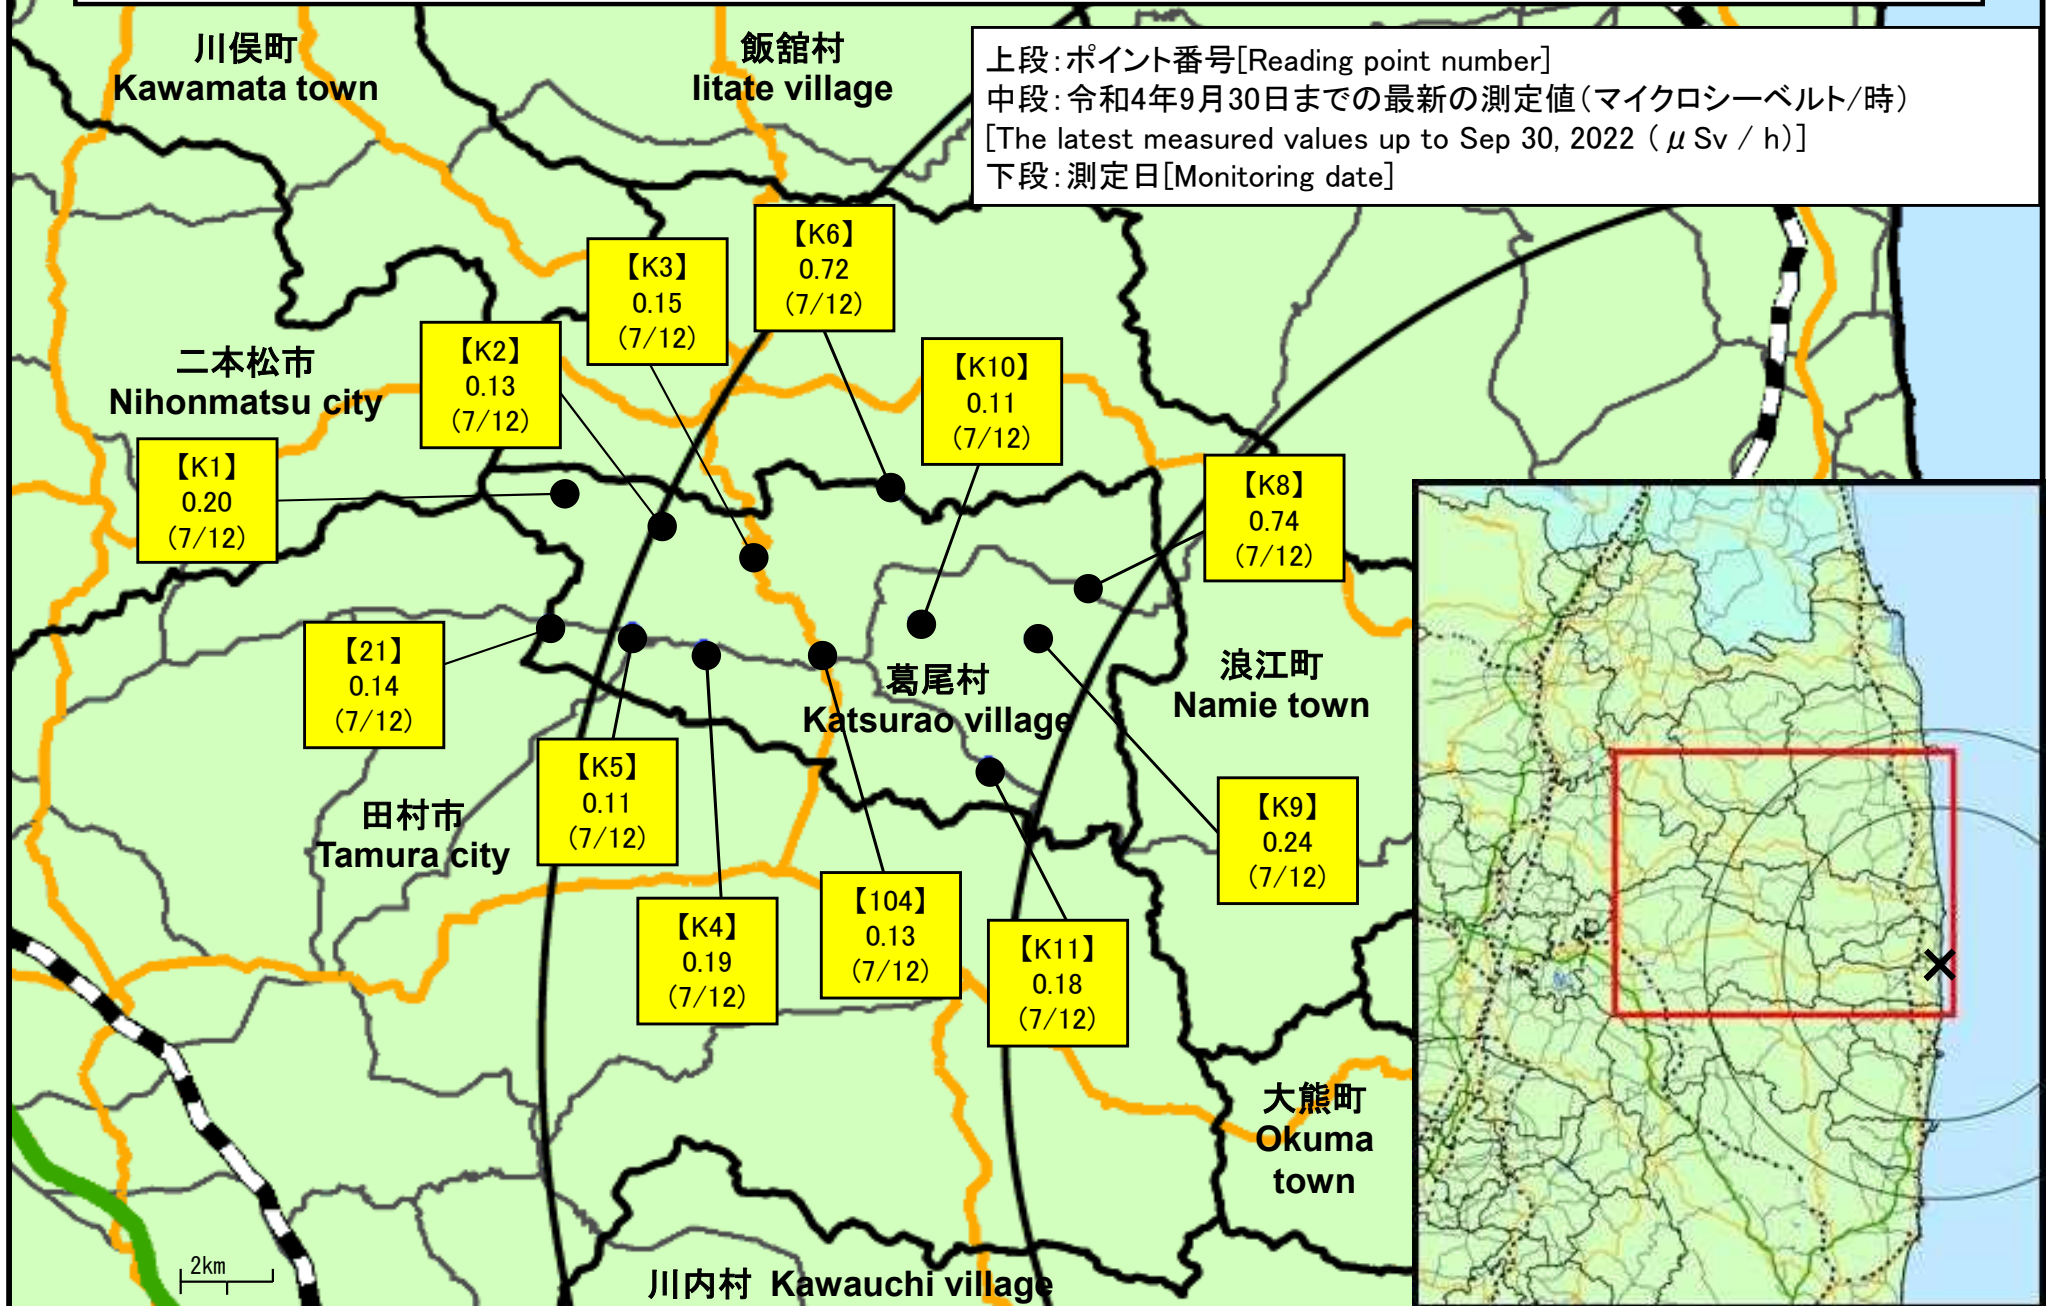 川俣町
Kawamata town
飯舘村
Iitate village
上段:ポイント番号[Reading point number]
中段:令和4年9月30日までの最新の測定値(マイクロシーベルト/時)
[The latest measured values up to Sep 30, 2022 (μSv / h)]
下段:測定日[Monitoring date]
【K6】
0.72
(7/12)
【K3】
0.15
(7/12)
【K2】
0.13
(7/12)
【K10】
0.11
(7/12)
二本松市
Nihonmatsu city
【K1】
0.20
(7/12)
【K8】
0.74
(7/12)
【21】
0.14
(7/12)
葛尾村
Katsurao village
浪江町
Namie town
【K5】
0.11
(7/12)
【K9】
0.24
(7/12)
田村市
Tamura city
【K4】
0.19
(7/12)
【104】
0.13
(7/12)
【K11】
0.18
(7/12)
大熊町
Okuma
town
2km
川内村 Kawauchi village